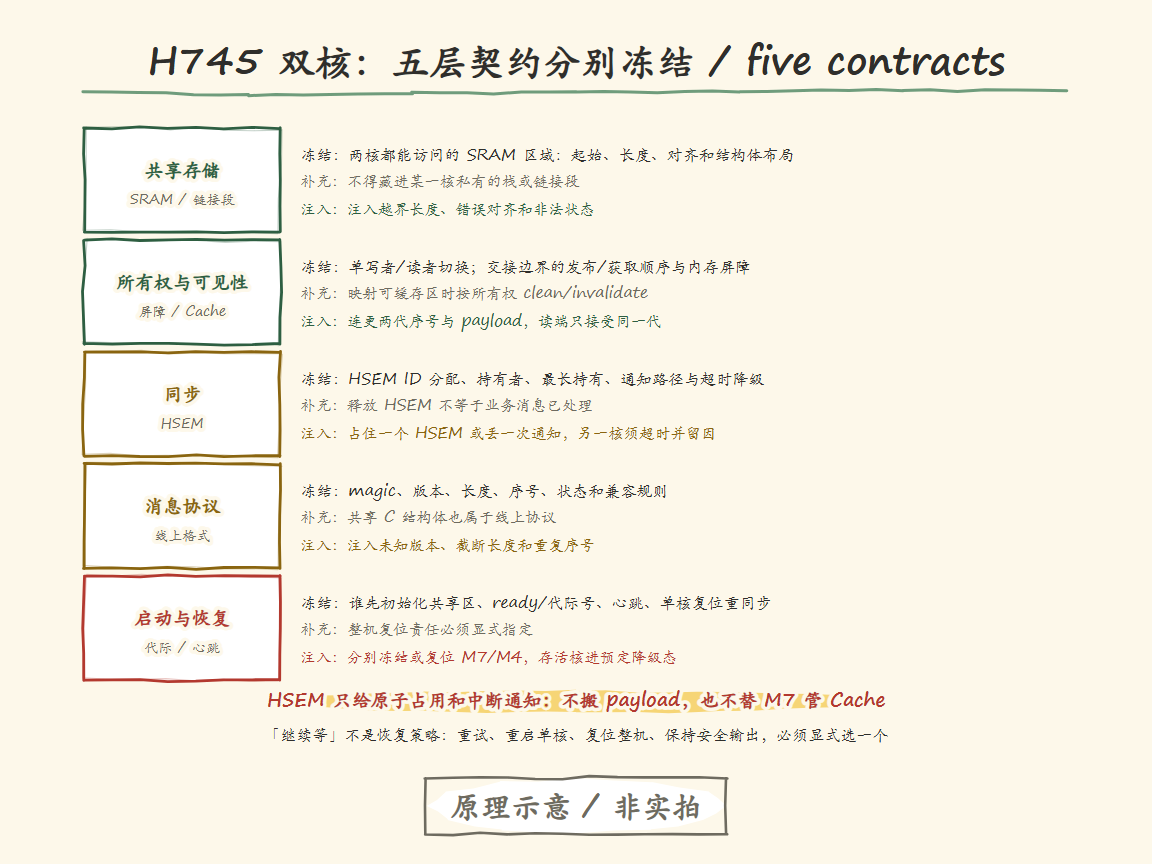 H745 双核：五层契约分别冻结 / five contracts
共享存储
SRAM / 链接段
冻结：两核都能访问的 SRAM 区域：起始、长度、对齐和结构体布局
补充：不得藏进某一核私有的栈或链接段
注入：注入越界长度、错误对齐和非法状态
所有权与可见性
屏障 / Cache
冻结：单写者/读者切换；交接边界的发布/获取顺序与内存屏障
补充：映射可缓存区时按所有权 clean/invalidate
注入：连更两代序号与 payload，读端只接受同一代
同步
HSEM
冻结：HSEM ID 分配、持有者、最长持有、通知路径与超时降级
补充：释放 HSEM 不等于业务消息已处理
注入：占住一个 HSEM 或丢一次通知，另一核须超时并留因
消息协议
线上格式
冻结：magic、版本、长度、序号、状态和兼容规则
补充：共享 C 结构体也属于线上协议
注入：注入未知版本、截断长度和重复序号
启动与恢复
代际 / 心跳
冻结：谁先初始化共享区、ready/代际号、心跳、单核复位重同步
补充：整机复位责任必须显式指定
注入：分别冻结或复位 M7/M4，存活核进预定降级态
HSEM 只给原子占用和中断通知：不搬 payload，也不替 M7 管 Cache
「继续等」不是恢复策略：重试、重启单核、复位整机、保持安全输出，必须显式选一个
原理示意 / 非实拍